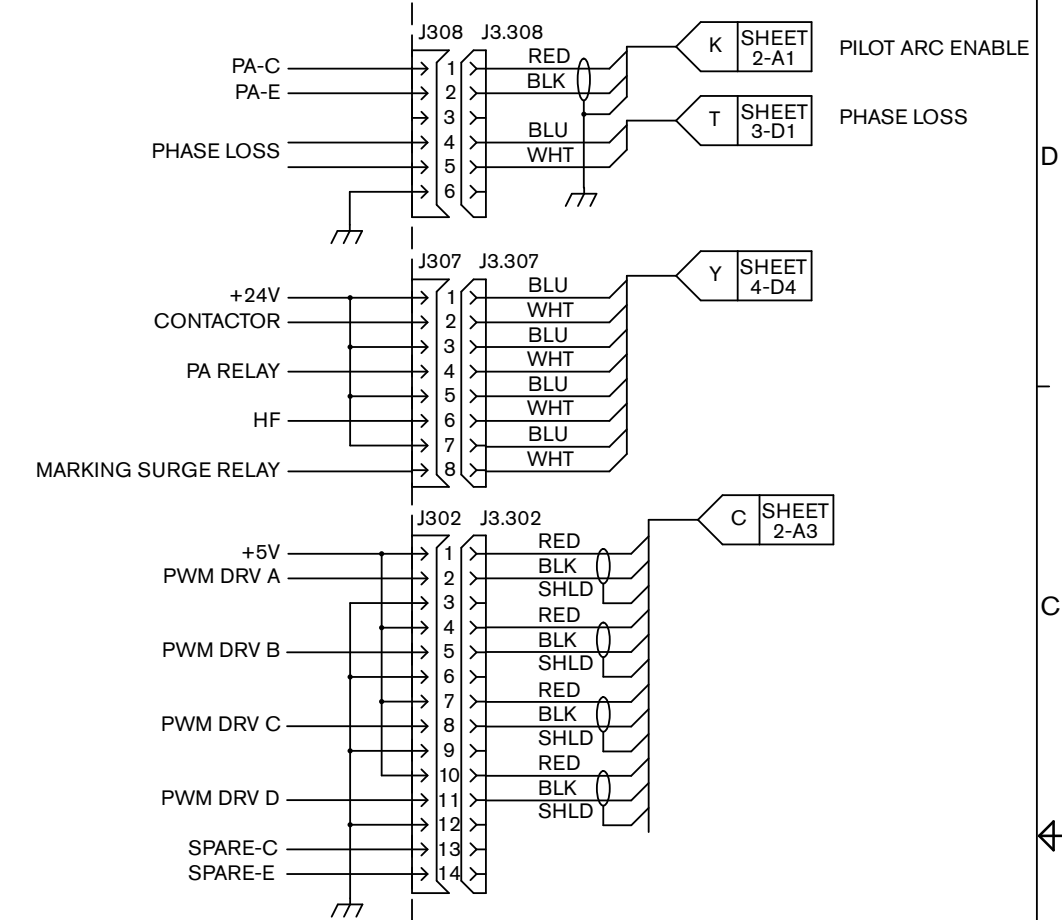 J308 J3.308
PA-C 1 RED
PA-E 2 BLK
3
PHASE LOSS
4 BLU
5 WHT
6
K SHEET 2-A1 PILOT ARC ENABLE
T SHEET 3-D1 PHASE LOSS
D
J307 J3.307
+24V 1 BLU
CONTACTOR 2 WHT
3 BLU
PA RELAY 4 WHT
5 BLU
HF 6 WHT
7 BLU
MARKING SURGE RELAY 8 WHT
Y SHEET 4-D4
J302 J3.302
+5V 1 RED
PWM DRV A 2 BLK
3 SHLD
4 RED
PWM DRV B 5 BLK
6 SHLD
7 RED
PWM DRV C 8 BLK
9 SHLD
10 RED
PWM DRV D 11 BLK
12 SHLD
SPARE-C 13
SPARE-E 14
C SHEET 2-A3
C